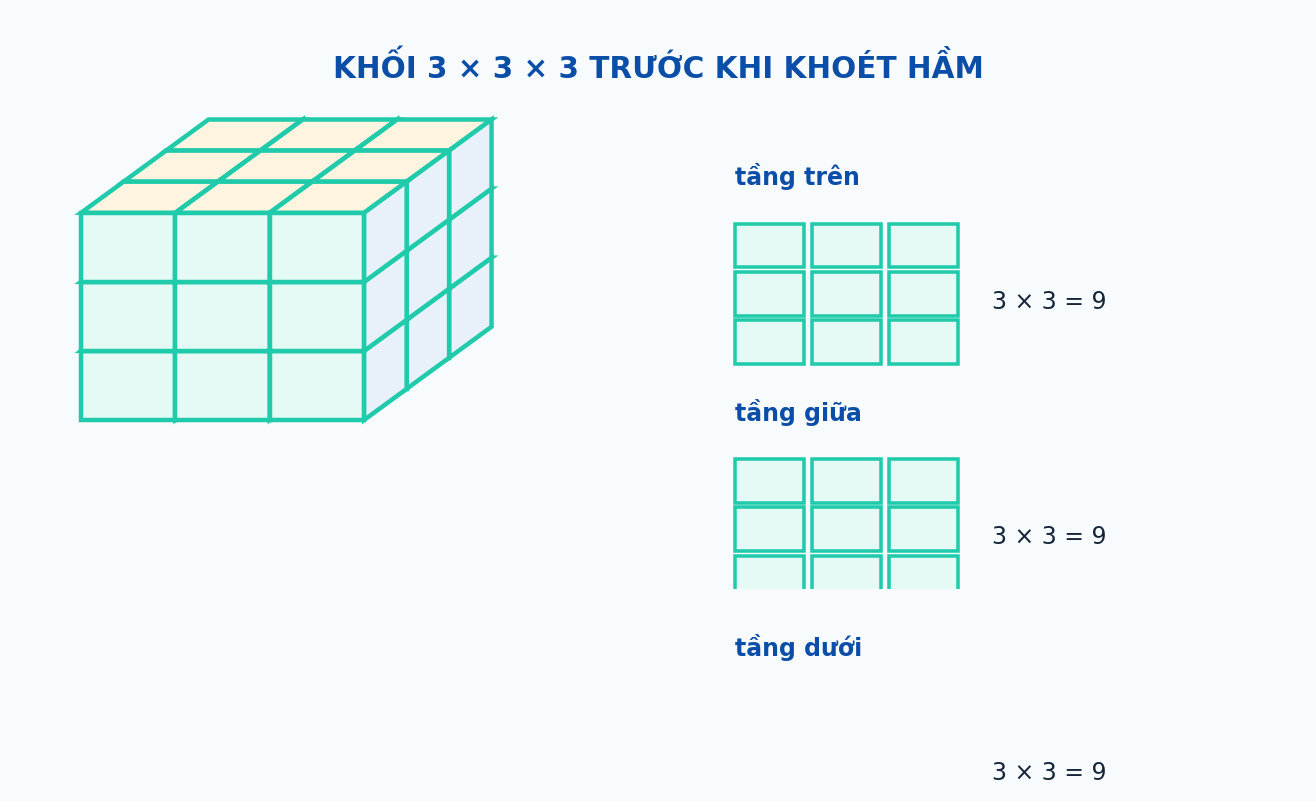 KHỐI 3 × 3 × 3 TRƯỚC KHI KHOÉT HẦM
tầng trên
3 × 3 = 9
tầng giữa
3 × 3 = 9
tầng dưới
3 × 3 = 9